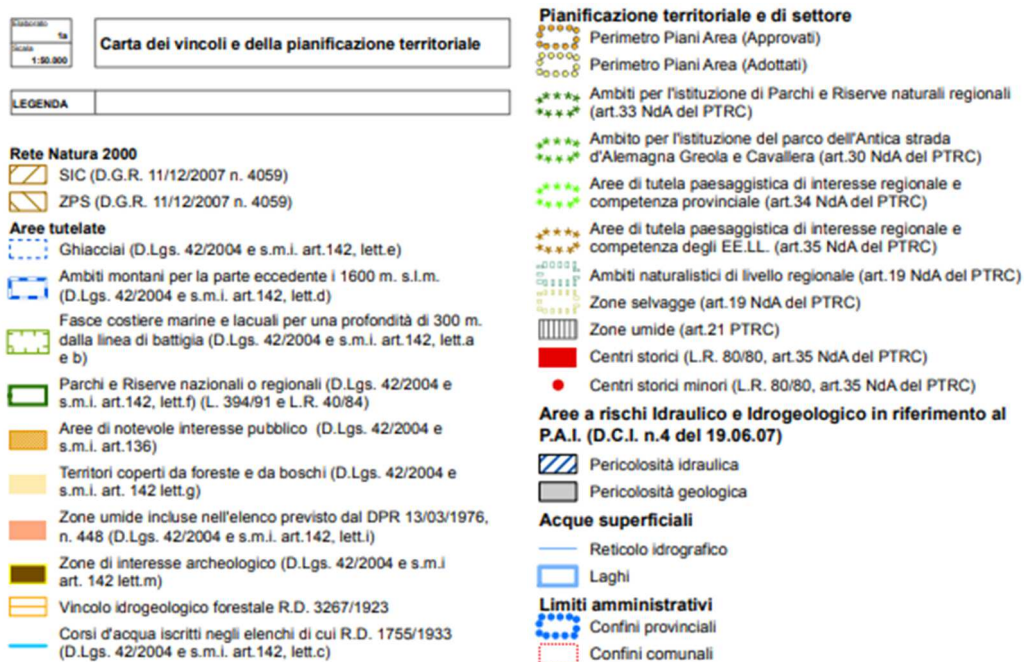 Elaborato
1a
Scala
1:50.000
Carta dei vincoli e della pianificazione territoriale
LEGENDA
Rete Natura 2000
SIC (D.G.R. 11/12/2007 n. 4059)
ZPS (D.G.R. 11/12/2007 n. 4059)
Aree tutelate
Ghiacciai (D.Lgs. 42/2004 e s.m.i. art.142, lett.e)
Ambiti montani per la parte eccedente i 1600 m. s.l.m.
(D.Lgs. 42/2004 e s.m.i. art.142, lett.d)
Fasce costiere marine e lacuali per una profondità di 300 m.
dalla linea di battigia (D.Lgs. 42/2004 e s.m.i. art.142, lett.a
e b)
Parchi e Riserve nazionali o regionali (D.Lgs. 42/2004 e
s.m.i. art.142, lett.f) (L. 394/91 e L.R. 40/84)
Aree di notevole interesse pubblico (D.Lgs. 42/2004 e
s.m.i. art.136)
Territori coperti da foreste e da boschi (D.Lgs. 42/2004 e
s.m.i. art. 142 lett.g)
Zone umide incluse nell'elenco previsto dal DPR 13/03/1976,
n. 448 (D.Lgs. 42/2004 e s.m.i. art.142, lett.i)
Zone di interesse archeologico (D.Lgs. 42/2004 e s.m.i
art. 142 lett.m)
Vincolo idrogeologico forestale R.D. 3267/1923
Corsi d'acqua iscritti negli elenchi di cui R.D. 1755/1933
(D.Lgs. 42/2004 e s.m.i. art.142, lett.c)
Pianificazione territoriale e di settore
Perimetro Piani Area (Approvati)
Perimetro Piani Area (Adottati)
Ambiti per l'istituzione di Parchi e Riserve naturali regionali
(art.33 NdA del PTRC)
Ambito per l'istituzione del parco dell'Antica strada
d'Alemagna Greola e Cavallera (art.30 NdA del PTRC)
Aree di tutela paesaggistica di interesse regionale e
competenza provinciale (art.34 NdA del PTRC)
Aree di tutela paesaggistica di interesse regionale e
competenza degli EE.LL. (art.35 NdA del PTRC)
Ambiti naturalistici di livello regionale (art.19 NdA del PTRC)
Zone selvagge (art.19 NdA del PTRC)
Zone umide (art.21 PTRC)
Centri storici (L.R. 80/80, art.35 NdA del PTRC)
Centri storici minori (L.R. 80/80, art.35 NdA del PTRC)
Aree a rischi Idraulico e Idrogeologico in riferimento al
P.A.I. (D.C.I. n.4 del 19.06.07)
Pericolosità idraulica
Pericolosità geologica
Acque superficiali
Reticolo idrografico
Laghi
Limiti amministrativi
Confini provinciali
Confini comunali